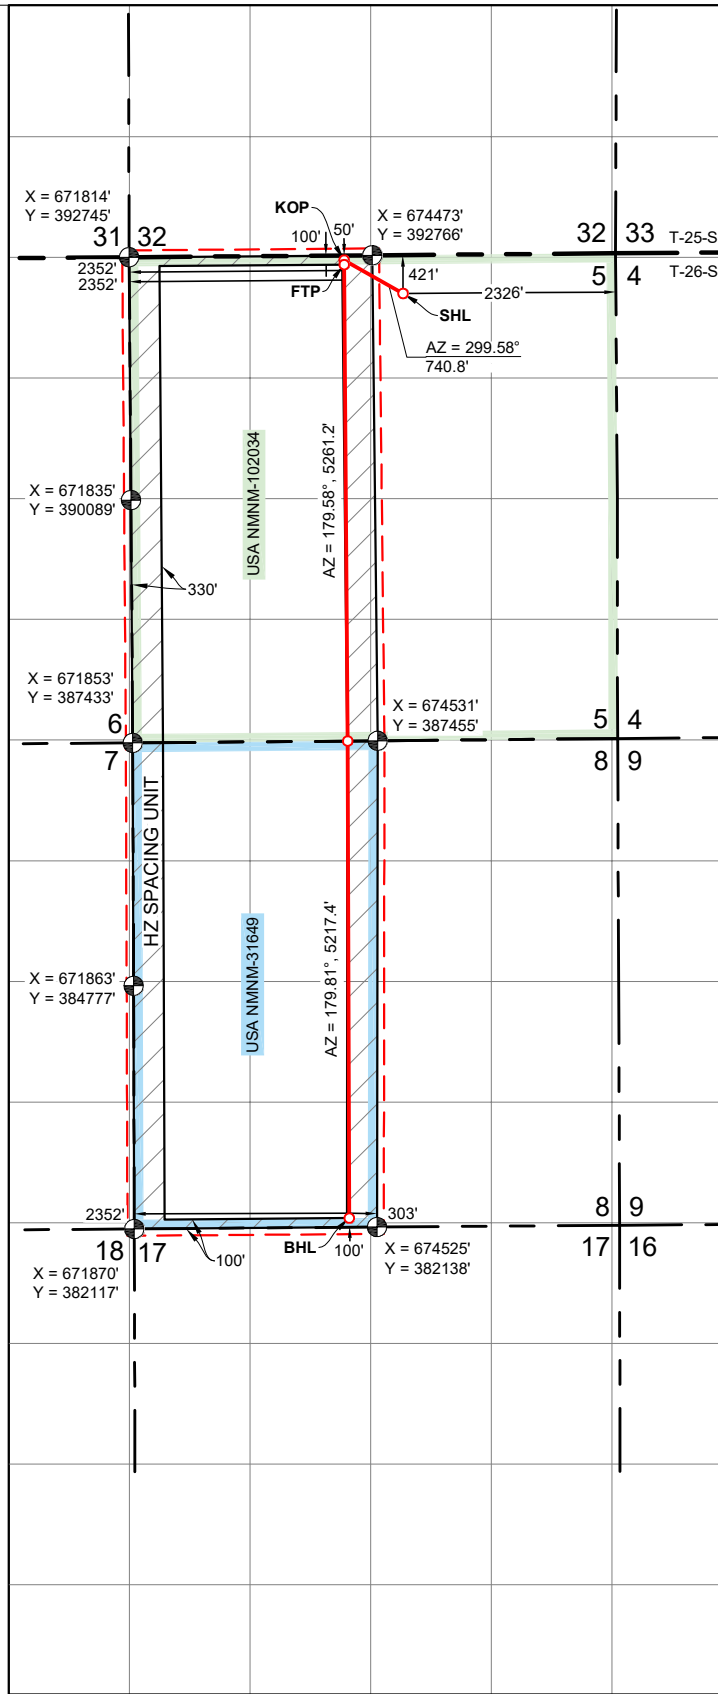 X = 671814'
Y = 392745'
31 32
KOP
100'
50'
X = 674473'
Y = 392766'
32 33
T-25-S
T-26-S
5 4
2352'
2352'
FTP
421'
2326'
SHL
AZ = 299.58°
740.8'
USA NMNM-102034
AZ = 179.58°, 5261.2'
X = 671835'
Y = 390089'
330'
X = 671853'
Y = 387433'
X = 674531'
Y = 387455'
6
7
5 4
8 9
HZ SPACING UNIT
USA NMNM-31649
AZ = 179.81°, 5217.4'
X = 671863'
Y = 384777'
2352'
303'
8 9
17 16
18 17
100'
BHL
100'
X = 674525'
Y = 382138'
X = 671870'
Y = 382117'